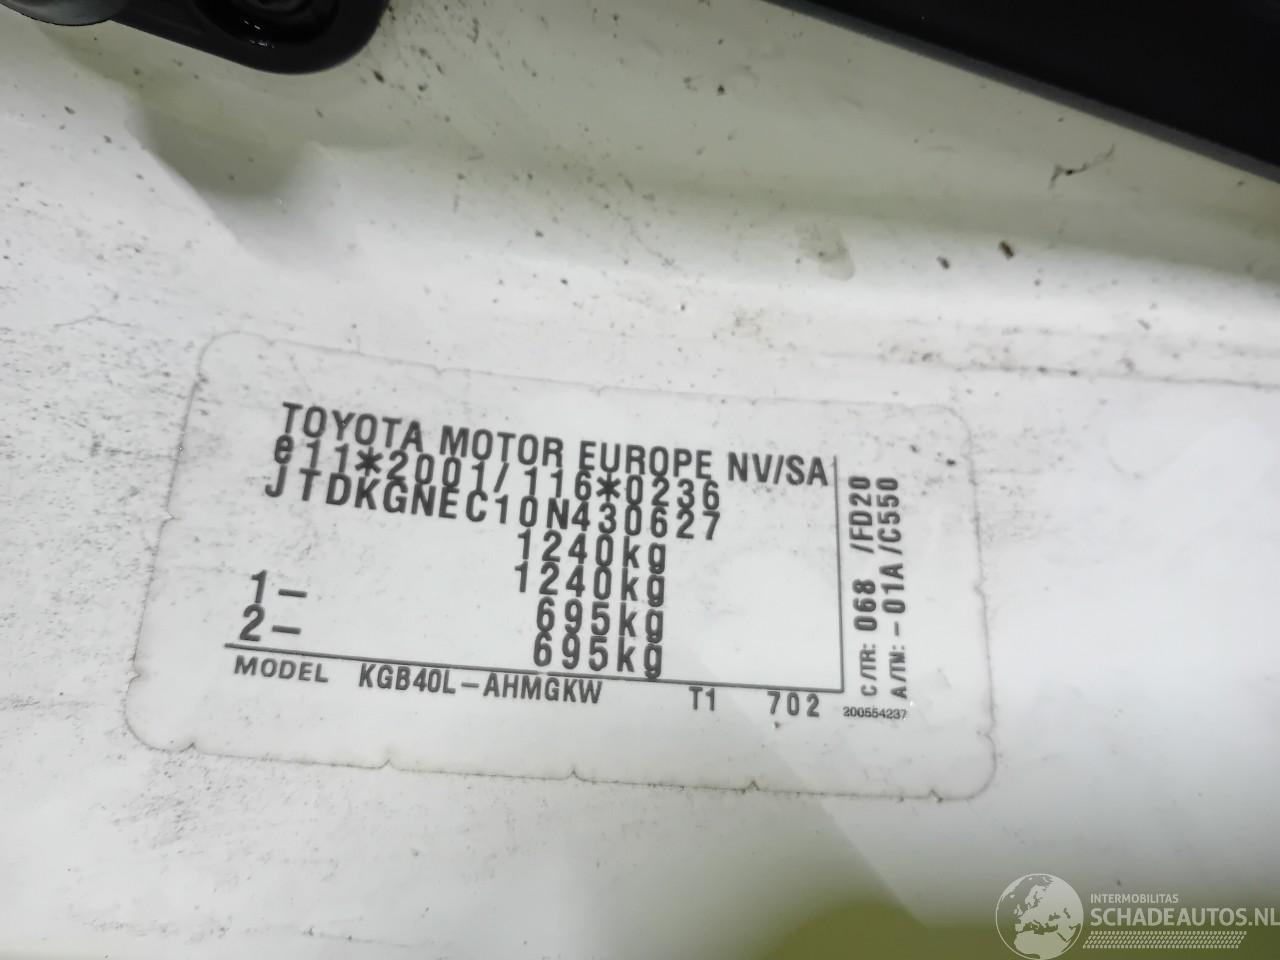 TOYOTA MOTOR EUROPE NV/SA
e11*2001/116*0236
JTDKGNEC10N430627
1240kg
1240kg
1- 695kg
2- 695kg
MODEL KGB40L-AHMGKW T1 702
C/TR: 068 /FD20
A/TM: -01A/C550
200554237
INTERMOBILITAS
SCHADEAUTOS.NL